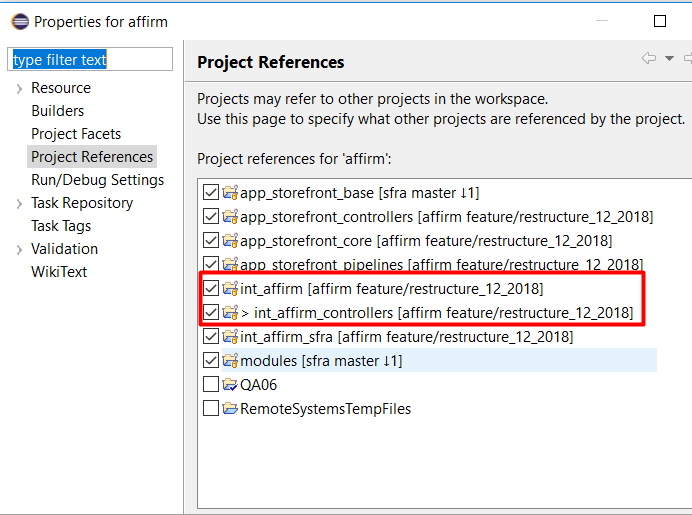 Properties for affirm
type filter text
Resource
Builders
Project Facets
Project References
Run/Debug Settings
Task Repository
Task Tags
Validation
WikiText
Project References
Projects may refer to other projects in the workspace.
Use this page to specify what other projects are referenced by the project.
Project references for 'affirm':
app_storefront_base [sfra master ↓1]
app_storefront_controllers [affirm feature/restructure_12_2018]
app_storefront_core [affirm feature/restructure_12_2018]
app_storefront_pipelines [affirm feature/restructure_12_2018]
int_affirm [affirm feature/restructure_12_2018]
> int_affirm_controllers [affirm feature/restructure_12_2018]
int_affirm_sfra [affirm feature/restructure_12_2018]
modules [sfra master ↓1]
QA06
RemoteSystemsTempFiles